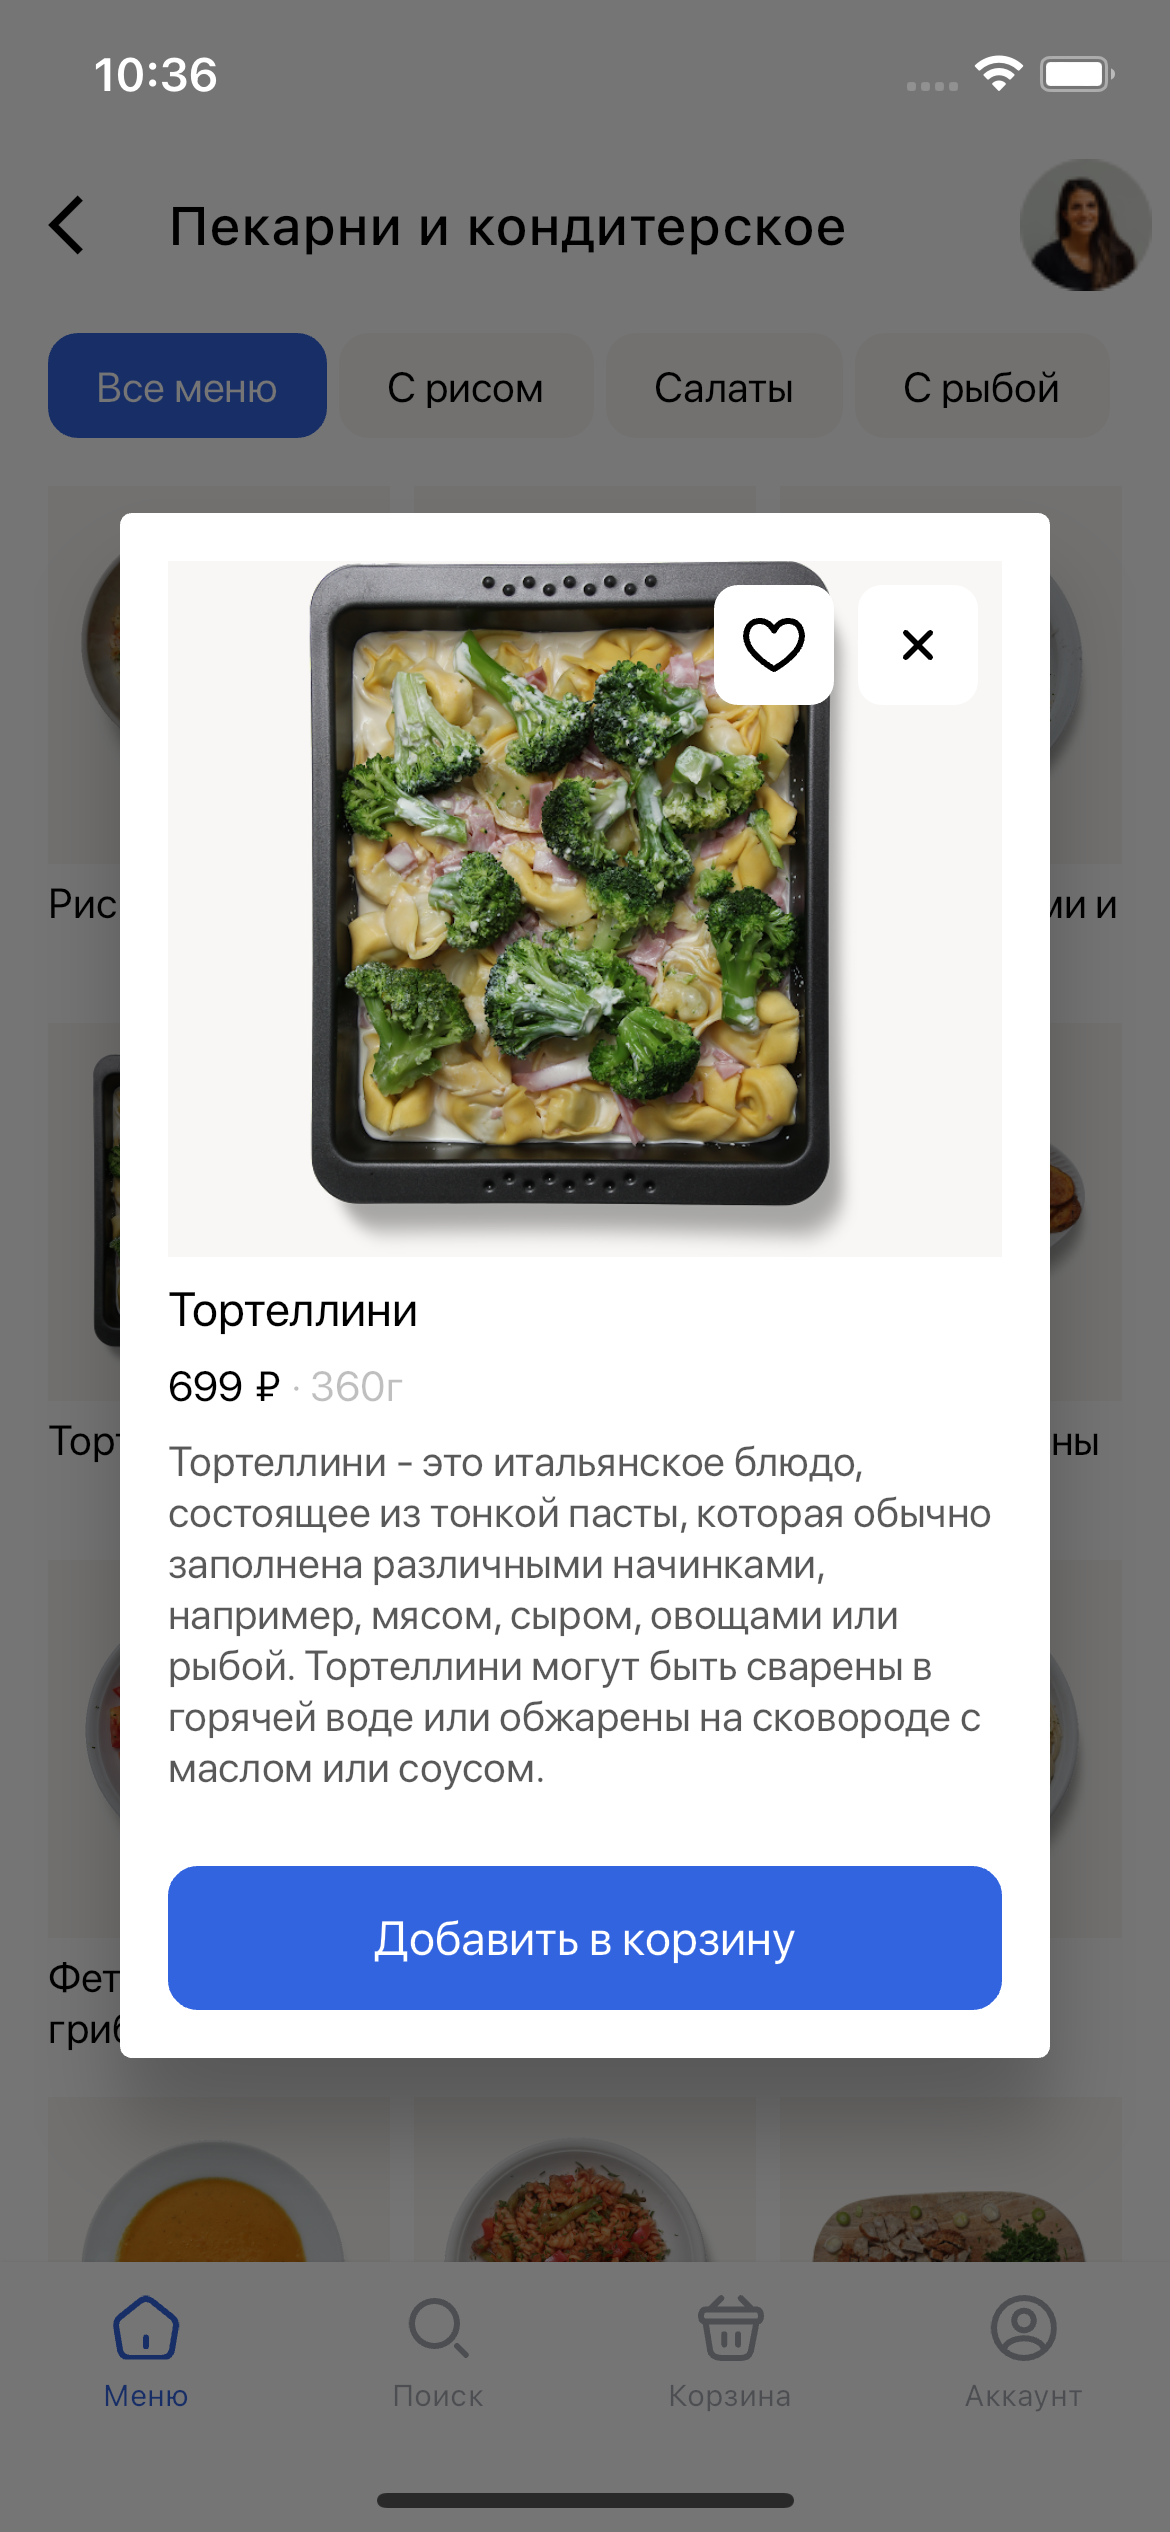 10:36
Пекарни и кондитерское
Все меню
С рисом
Салаты
С рыбой
Рис
ми и
Тортеллини
699 ₽ · 360г
Торт
ны
Тортеллини - это итальянское блюдо,
состоящее из тонкой пасты, которая обычно
заполнена различными начинками,
например, мясом, сыром, овощами или
рыбой. Тортеллини могут быть сварены в
горячей воде или обжарены на сковороде с
маслом или соусом.
Добавить в корзину
Фет
гриб
Меню
Поиск
Корзина
Аккаунт